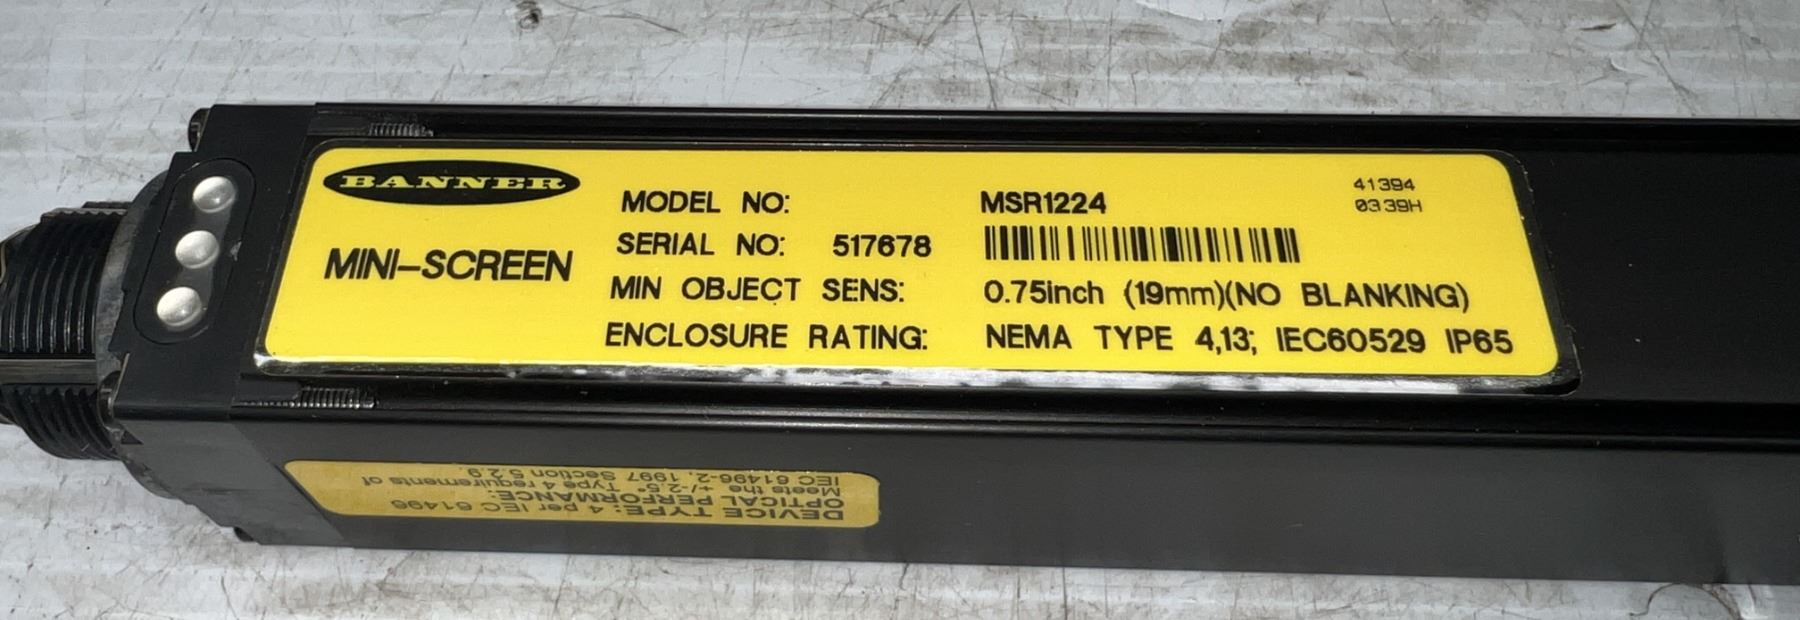 BANNER
MINI-SCREEN
MODEL NO: MSR1224
41394
0339H
SERIAL NO: 517678
MIN OBJECT SENS: 0.75inch (19mm)(NO BLANKING)
ENCLOSURE RATING: NEMA TYPE 4,13; IEC60529 IP65
DEVICE TYPE: 4 per IEC 61496
OPTICAL PERFORMANCE:
Meets the +/-2.5° Type 4 requirements of
IEC 61496-2, 1997 Section 5.2.9.